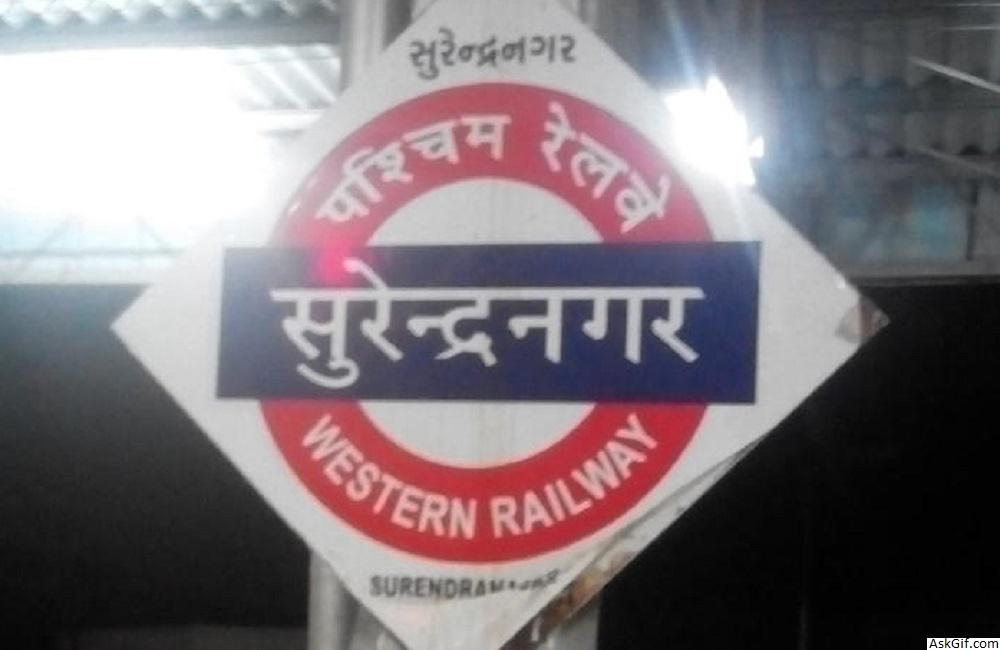 સુરેન્દ્રનગર
पश्चिम रेलवे
सुरेन्द्रनगर
WESTERN RAILWAY
AskGif.com